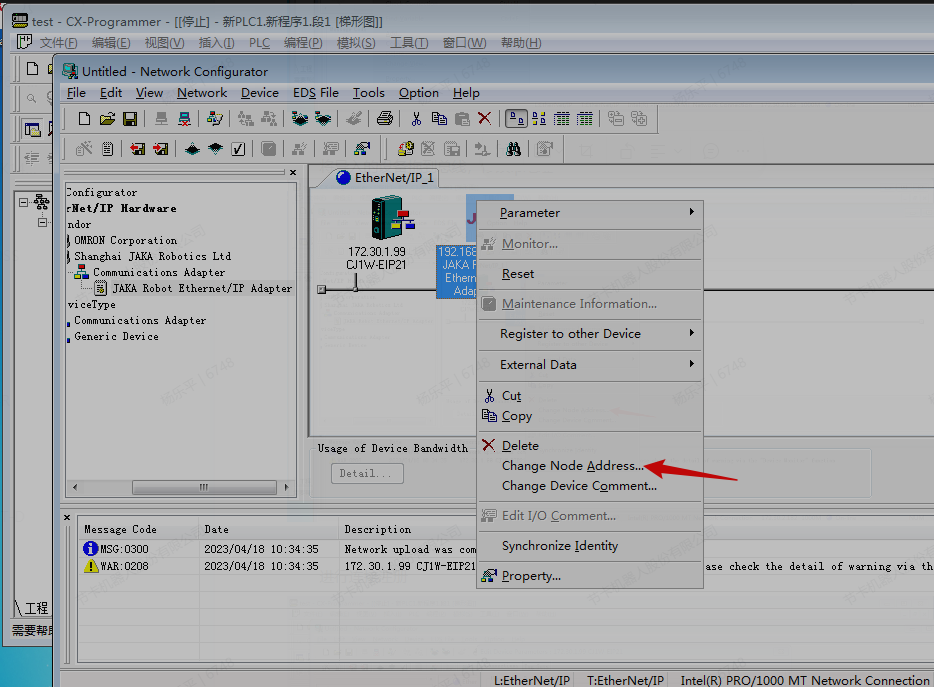 test - CX-Programmer - [[停止] - 新PLC1.新程序1.段1 [梯形图]]
文件(F) 编辑(E) 视图(V) 插入(I) PLC 编程(P) 模拟(S) 工具(T) 窗口(W) 帮助(H)
Untitled - Network Configurator
File Edit View Network Device EDS File Tools Option Help
EtherNet/IP_1
Configurator
rNet/IP Hardware
ndor
OMRON Corporation
Shanghai JAKA Robotics Ltd
Communications Adapter
JAKA Robot Ethernet/IP Adapter
viceType
Communications Adapter
Generic Device
172.30.1.99
CJ1W-EIP21
192.168
JAKA R
Ethern
Adap
Parameter
Monitor...
Reset
Maintenance Information...
Register to other Device
External Data
Cut
Copy
Delete
Change Node Address...
Change Device Comment...
Edit I/O Comment...
Synchronize Identity
Property...
Usage of Device Bandwidth
Detail...
Message Code Date Description
MSG:0300 2023/04/18 10:34:35 Network upload was com
WAR:0208 2023/04/18 10:34:35 172.30.1.99 CJ1W-EIP21 ase check the detail of warning via th
工程
需要帮助
L:EtherNet/IP T:EtherNet/IP Intel(R) PRO/1000 MT Network Connection